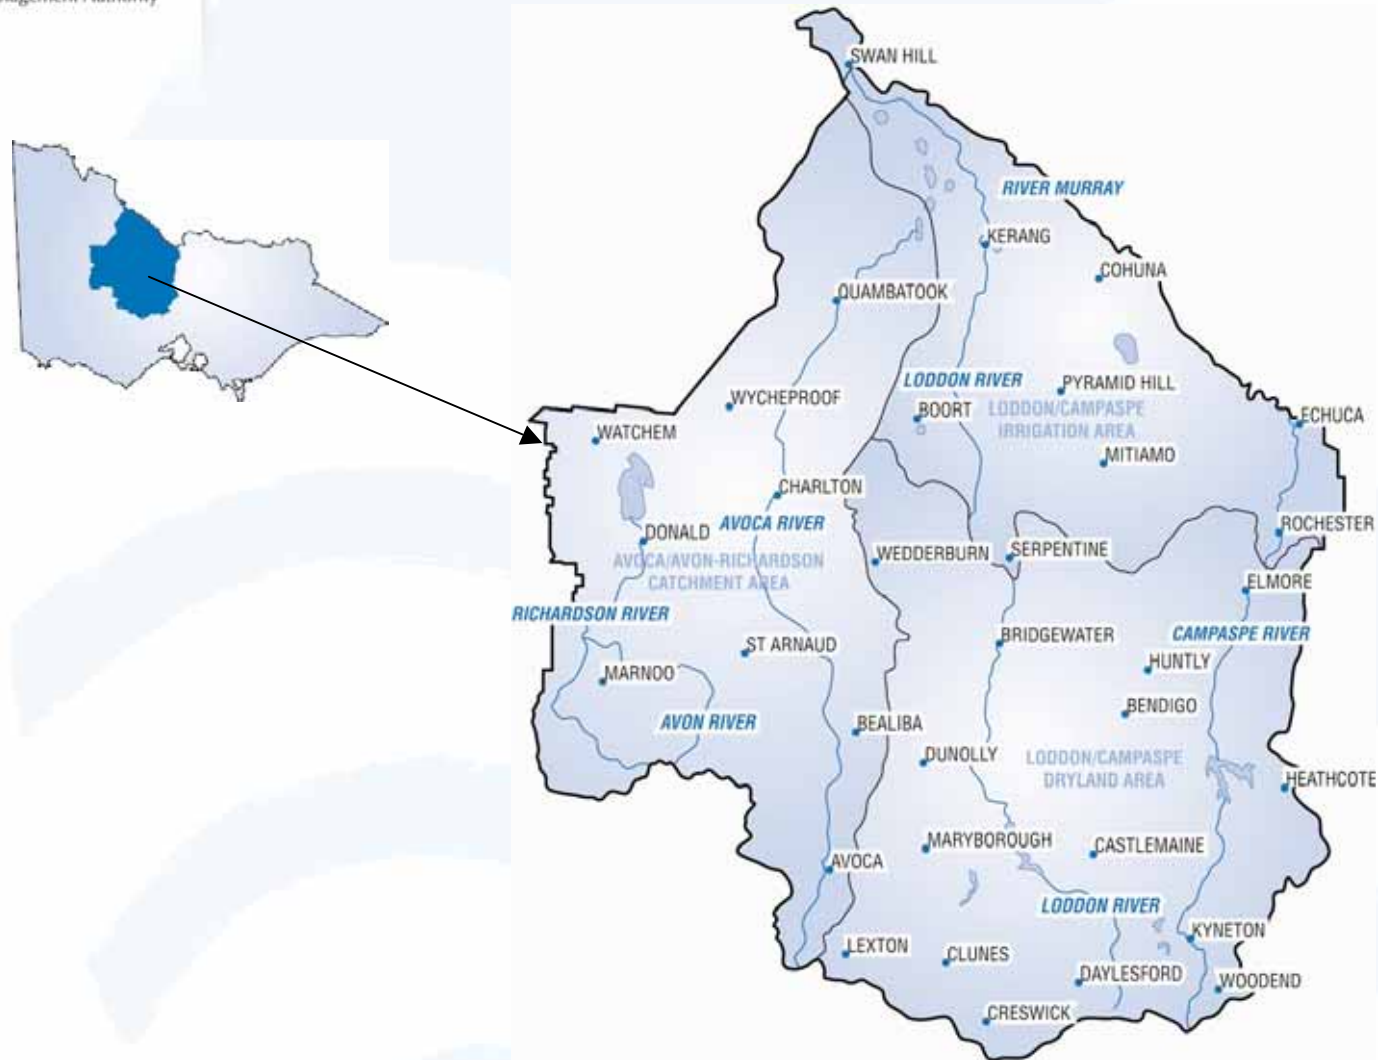 Authority
SWAN HILL
RIVER MURRAY
KERANG
COHUNA
QUAMBATOOK
LODDON RIVER
PYRAMID HILL
WYCHEPROOF
BOORT
LODDON/CAMPASPE
IRRIGATION AREA
ECHUCA
WATCHEM
MITIAMO
CHARLTON
AVOCA RIVER
ROCHESTER
DONALD
WEDDERBURN
SERPENTINE
AVOCA/AVON-RICHARDSON
CATCHMENT AREA
ELMORE
RICHARDSON RIVER
BRIDGEWATER
CAMPASPE RIVER
ST ARNAUD
HUNTLY
MARNOO
BENDIGO
AVON RIVER
BEALIBA
DUNOLLY
LODDON/CAMPASPE
DRYLAND AREA
HEATHCOTE
MARYBOROUGH
CASTLEMAINE
AVOCA
LODDON RIVER
KYNETON
LEXTON
CLUNES
DAYLESFORD
WOODEND
CRESWICK